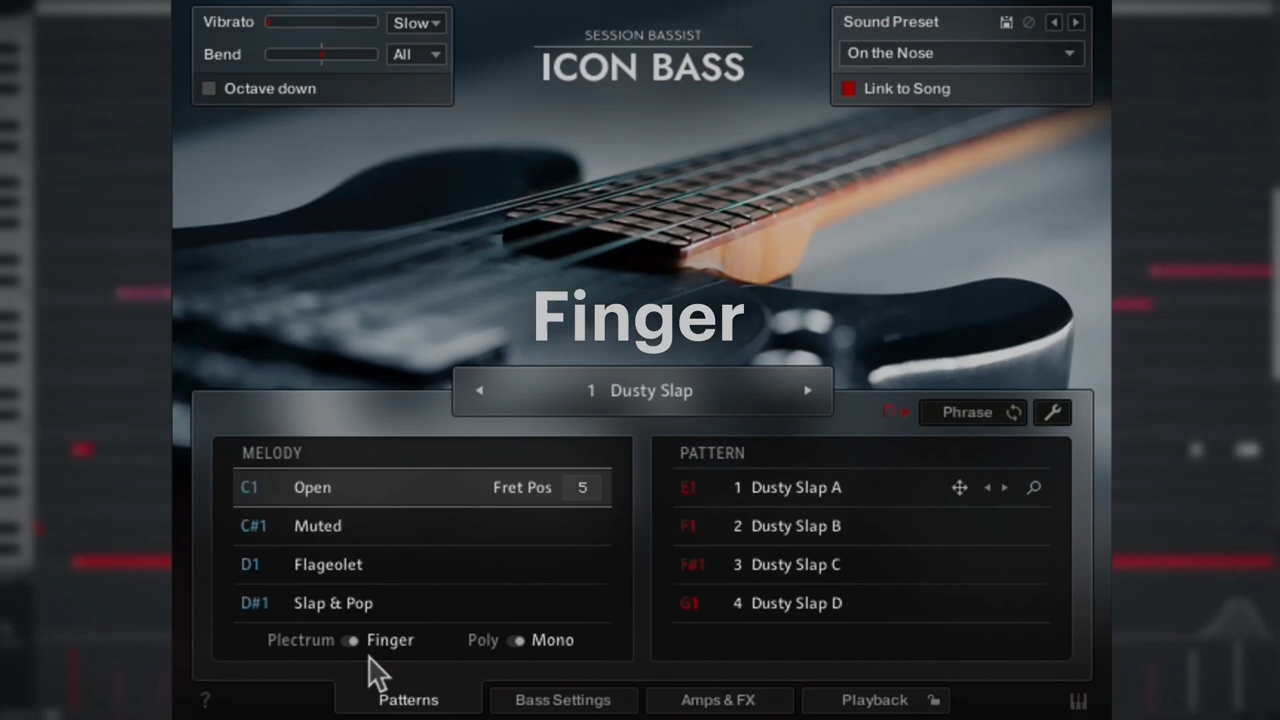 Vibrato Slow
Bend All
Octave down
SESSION BASSIST
ICON BASS
Sound Preset
On the Nose
Link to Song
Finger
1 Dusty Slap
Phrase
MELODY
C1 Open Fret Pos 5
C#1 Muted
D1 Flageolet
D#1 Slap & Pop
Plectrum Finger Poly Mono
PATTERN
E1 1 Dusty Slap A
F1 2 Dusty Slap B
F#1 3 Dusty Slap C
G1 4 Dusty Slap D
? Patterns Bass Settings Amps & FX Playback